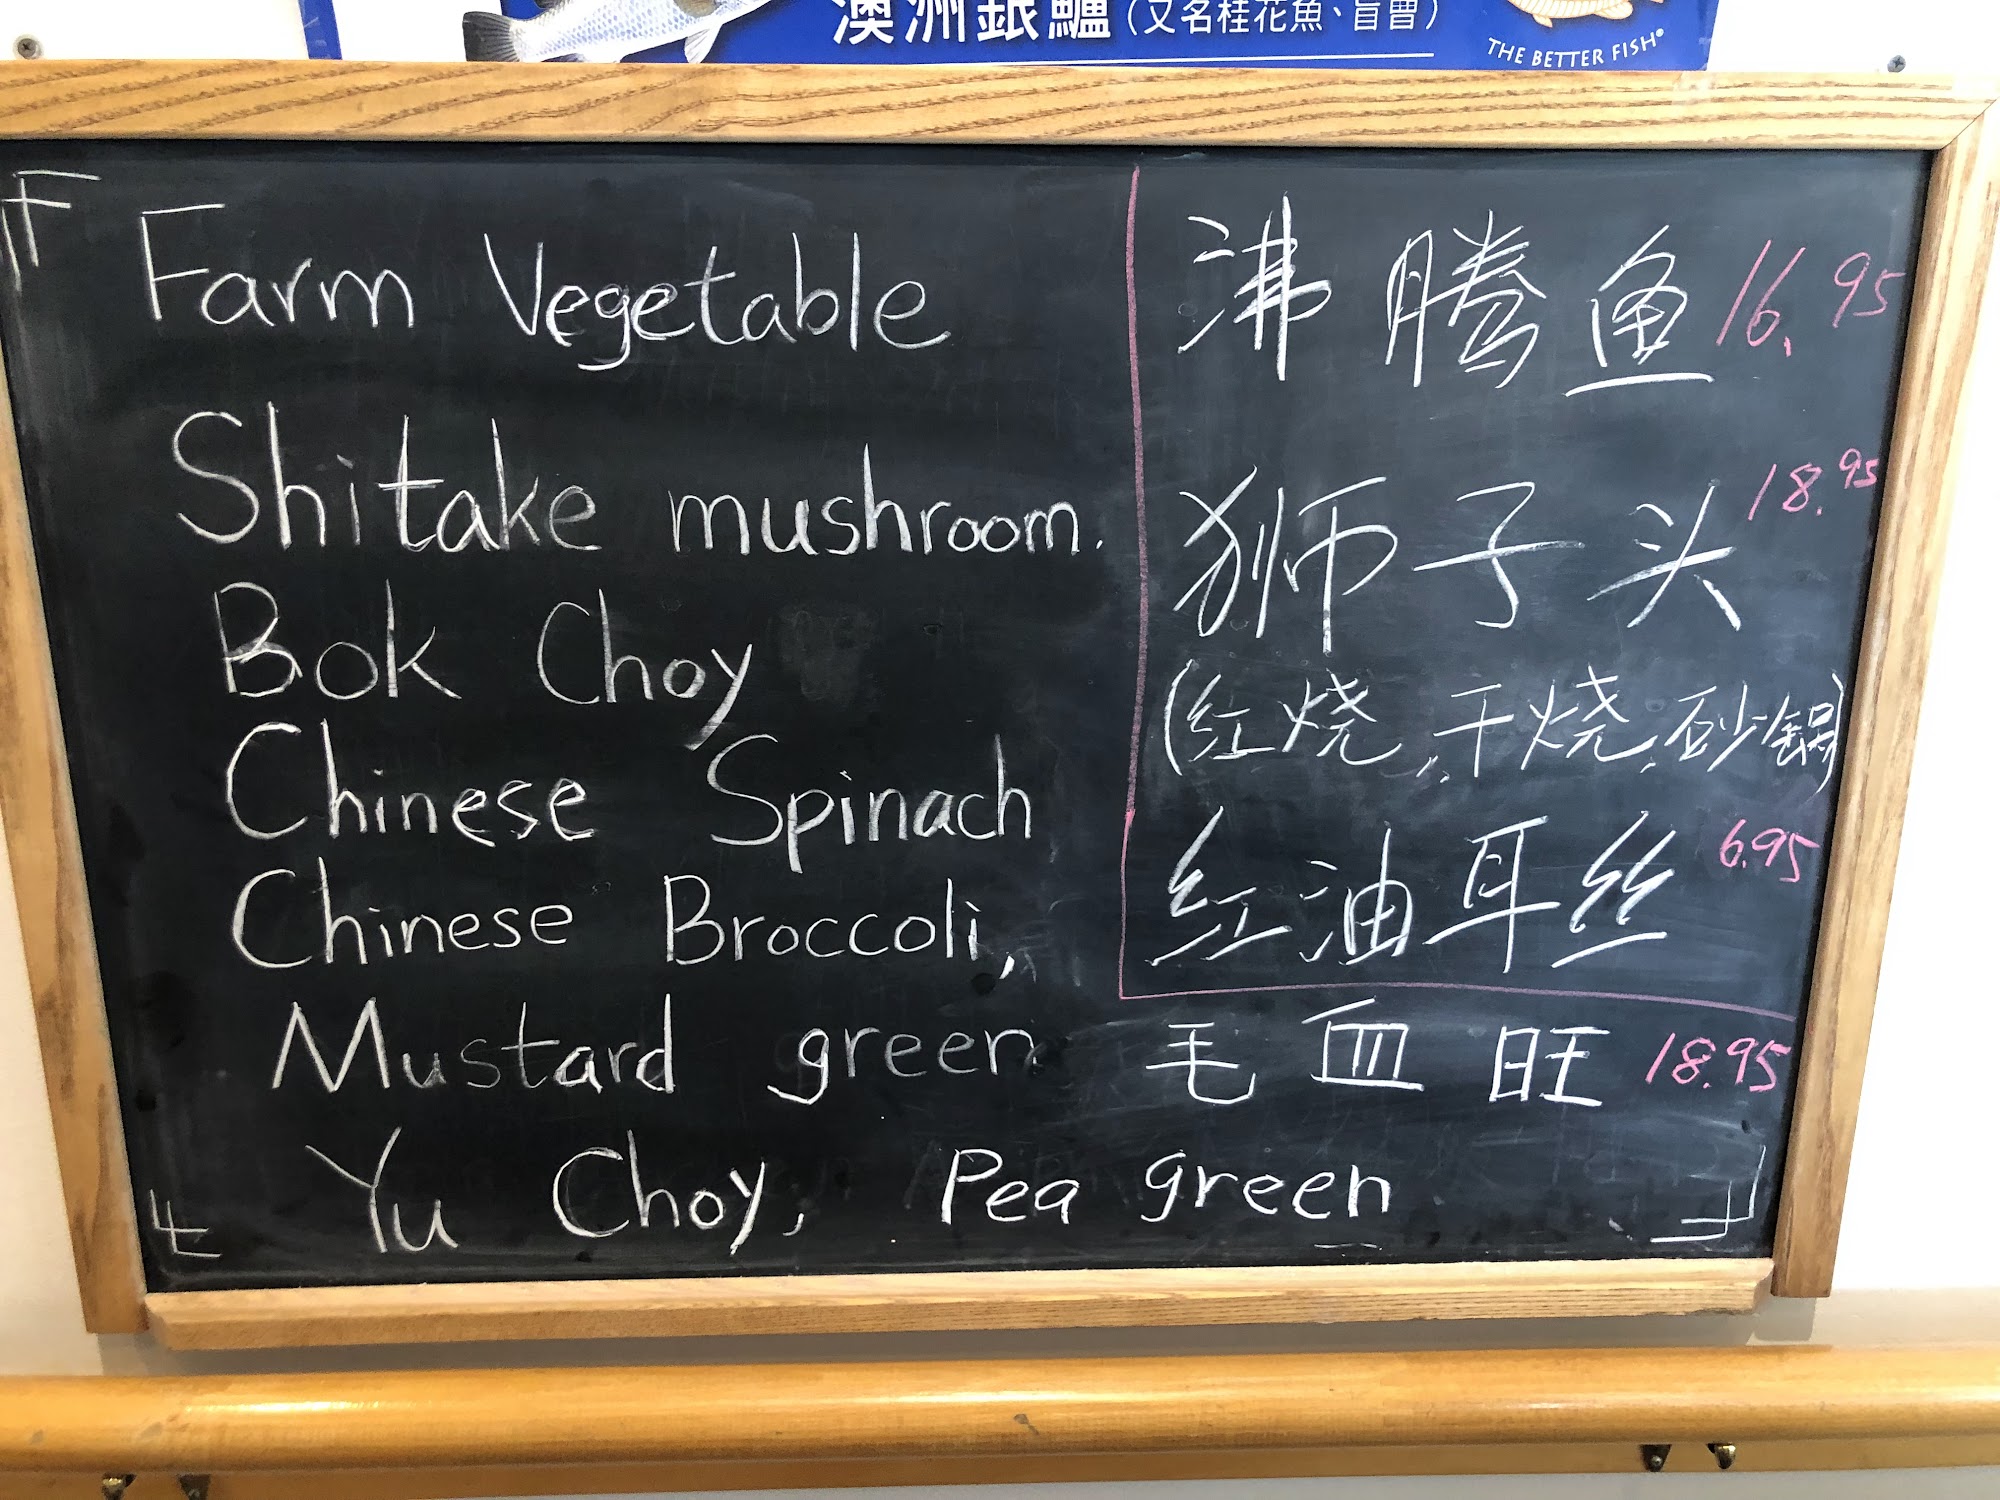 澳洲銀鱸（又名桂花魚、盲曹）
THE BETTER FISH®
Farm Vegetable
Shitake mushroom.
Bok Choy
Chinese Spinach
Chinese Broccoli,
Mustard green
Yu Choy, Pea green
沸腾鱼 16.95
狮子头 18.95
(红烧,干烧,砂锅)
红油耳丝 6.95
毛血旺 18.95